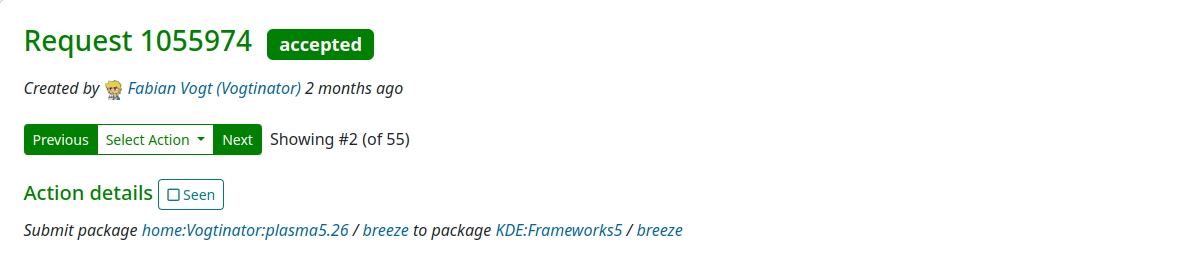 Request 1055974 accepted
Created by Fabian Vogt (Vogtinator) 2 months ago
Previous Select Action Next Showing #2 (of 55)
Action details Seen
Submit package home:Vogtinator:plasma5.26 / breeze to package KDE:Frameworks5 / breeze